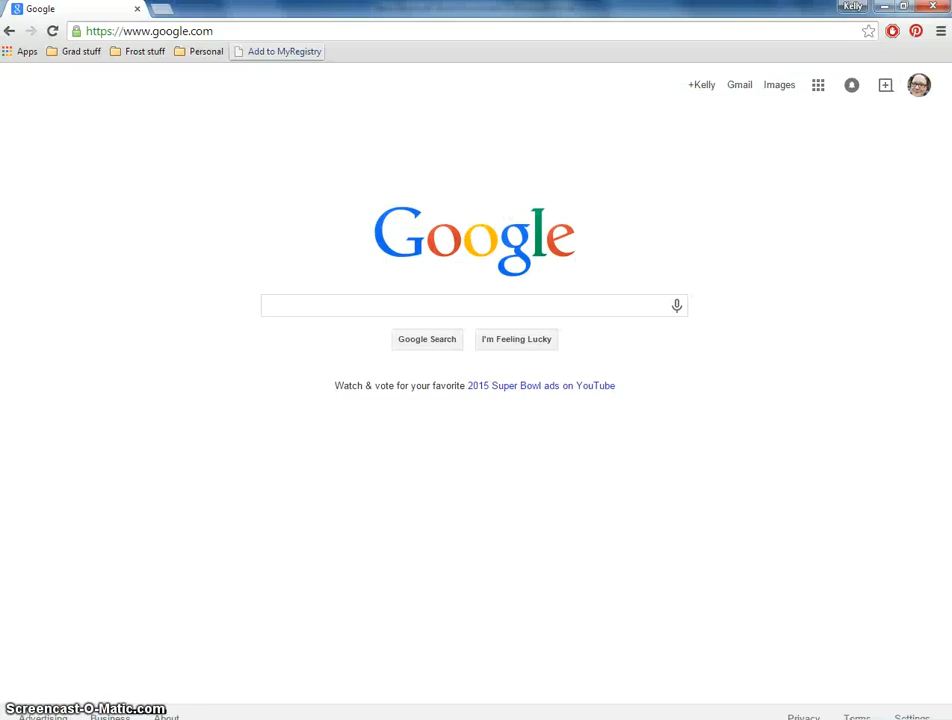 Google
Kelly
https://www.google.com
Apps Grad stuff Frost stuff Personal Add to MyRegistry
+Kelly Gmail Images
Google
Google Search I'm Feeling Lucky
Watch & vote for your favorite 2015 Super Bowl ads on YouTube
Screencast-O-Matic.com
Advertising Business About Privacy Terms Settings